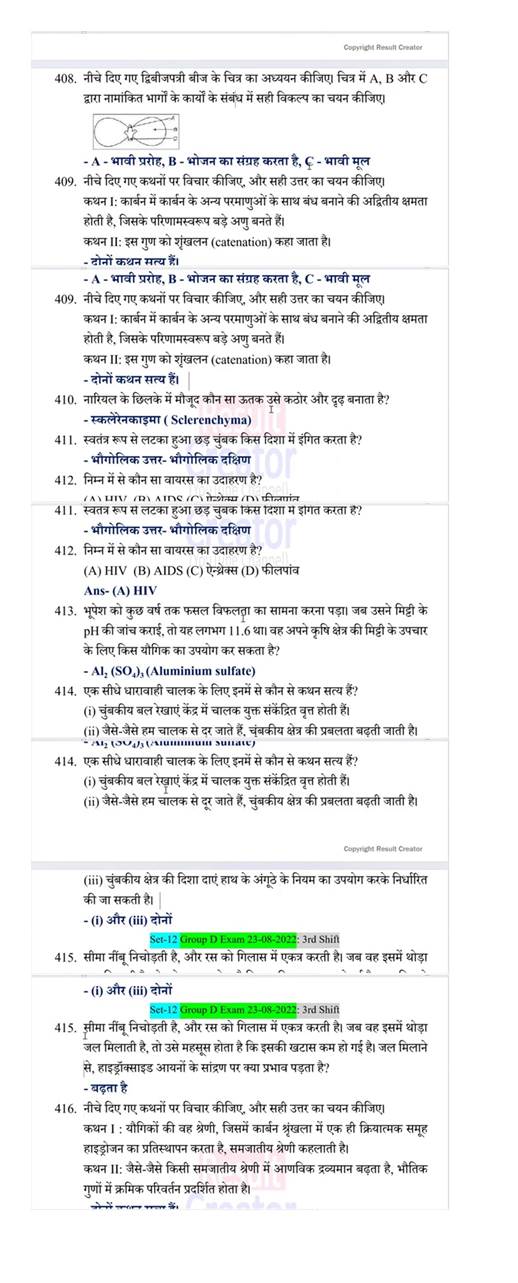 Copyright Result Creator
408. नीचे दिए गए द्विबीजपत्री बीज के चित्र का अध्ययन कीजिए। चित्र में A, B और C
द्वारा नामांकित भागों के कार्यों के संबंध में सही विकल्प का चयन कीजिए।
A
B
C
- A - भावी प्ररोह, B - भोजन का संग्रह करता है, C - भावी मूल
409. नीचे दिए गए कथनों पर विचार कीजिए, और सही उत्तर का चयन कीजिए।
कथन I: कार्बन में कार्बन के अन्य परमाणुओं के साथ बंध बनाने की अद्वितीय क्षमता
होती है, जिसके परिणामस्वरूप बड़े अणु बनते हैं।
कथन II: इस गुण को शृंखलन (catenation) कहा जाता है।
- दोनों कथन सत्य हैं।
- A - भावी प्ररोह, B - भोजन का संग्रह करता है, C - भावी मूल
409. नीचे दिए गए कथनों पर विचार कीजिए, और सही उत्तर का चयन कीजिए।
कथन I: कार्बन में कार्बन के अन्य परमाणुओं के साथ बंध बनाने की अद्वितीय क्षमता
होती है, जिसके परिणामस्वरूप बड़े अणु बनते हैं।
कथन II: इस गुण को शृंखलन (catenation) कहा जाता है।
- दोनों कथन सत्य हैं।
410. नारियल के छिलके में मौजूद कौन सा ऊतक उसे कठोर और दृढ़ बनाता है?
- स्क्लेरेनकाइमा ( Sclerenchyma)
411. स्वतंत्र रूप से लटका हुआ छड़ चुंबक किस दिशा में इंगित करता है?
- भौगोलिक उत्तर- भौगोलिक दक्षिण
412. निम्न में से कौन सा वायरस का उदाहरण है?
(A) HIV (B) AIDS (C) ऐन्थ्रेक्स (D) फीलपांव
411. स्वतंत्र रूप से लटका हुआ छड़ चुंबक किस दिशा में इंगित करता है?
- भौगोलिक उत्तर- भौगोलिक दक्षिण
412. निम्न में से कौन सा वायरस का उदाहरण है?
(A) HIV (B) AIDS (C) ऐन्थ्रेक्स (D) फीलपांव
Ans- (A) HIV
413. भूपेश को कुछ वर्ष तक फसल विफलता का सामना करना पड़ा। जब उसने मिट्टी के
pH की जांच कराई, तो यह लगभग 11.6 था। वह अपने कृषि क्षेत्र की मिट्टी के उपचार
के लिए किस यौगिक का उपयोग कर सकता है?
- Al₂ (SO₄)₃ (Aluminium sulfate)
414. एक सीधे धारावाही चालक के लिए इनमें से कौन से कथन सत्य हैं?
(i) चुंबकीय बल रेखाएं केंद्र में चालक युक्त संकेंद्रित वृत्त होती हैं।
(ii) जैसे-जैसे हम चालक से दूर जाते हैं, चुंबकीय क्षेत्र की प्रबलता बढ़ती जाती है।
- Al₂ (SO₄)₃ (Aluminium sulfate)
414. एक सीधे धारावाही चालक के लिए इनमें से कौन से कथन सत्य हैं?
(i) चुंबकीय बल रेखाएं केंद्र में चालक युक्त संकेंद्रित वृत्त होती हैं।
(ii) जैसे-जैसे हम चालक से दूर जाते हैं, चुंबकीय क्षेत्र की प्रबलता बढ़ती जाती है।
Copyright Result Creator
(iii) चुंबकीय क्षेत्र की दिशा दाएं हाथ के अंगूठे के नियम का उपयोग करके निर्धारित
की जा सकती है।
- (i) और (iii) दोनों
Set-12 Group D Exam 23-08-2022: 3rd Shift
415. सीमा नींबू निचोड़ती है, और रस को गिलास में एकत्र करती है। जब वह इसमें थोड़ा
- (i) और (iii) दोनों
Set-12 Group D Exam 23-08-2022: 3rd Shift
415. सीमा नींबू निचोड़ती है, और रस को गिलास में एकत्र करती है। जब वह इसमें थोड़ा
जल मिलाती है, तो उसे महसूस होता है कि इसकी खटास कम हो गई है। जल मिलाने
से, हाइड्रॉक्साइड आयनों के सांद्रण पर क्या प्रभाव पड़ता है?
- बढ़ता है
416. नीचे दिए गए कथनों पर विचार कीजिए, और सही उत्तर का चयन कीजिए।
कथन I : यौगिकों की वह श्रेणी, जिसमें कार्बन श्रृंखला में एक ही क्रियात्मक समूह
हाइड्रोजन का प्रतिस्थापन करता है, समजातीय श्रेणी कहलाती है।
कथन II: जैसे-जैसे किसी समजातीय श्रेणी में आणविक द्रव्यमान बढ़ता है, भौतिक
गुणों में क्रमिक परिवर्तन प्रदर्शित होता है।